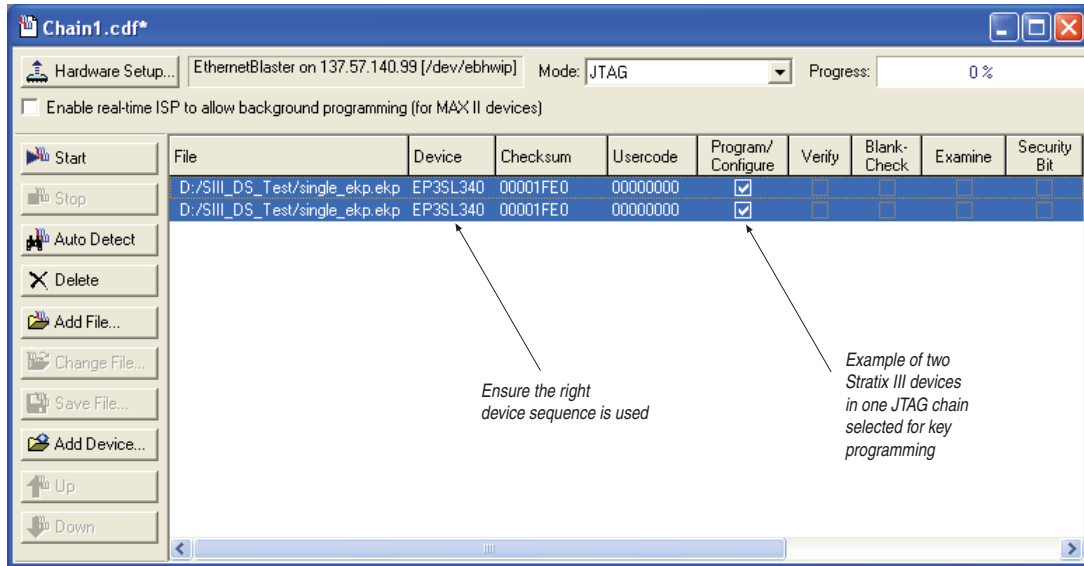 Chain1.cdf*
Hardware Setup... EthernetBlaster on 137.57.140.99 [/dev/ebhwip] Mode: JTAG Progress: 0 %
Enable real-time ISP to allow background programming (for MAX II devices)
Start
Stop
Auto Detect
Delete
Add File...
Change File...
Save File...
Add Device...
Up
Down
File Device Checksum Usercode Program/ Configure Verify Blank- Check Examine Security Bit
D:/SIII_DS_Test/single_ekp.ekp EP3SL340 00001FE0 00000000
D:/SIII_DS_Test/single_ekp.ekp EP3SL340 00001FE0 00000000
Ensure the right
device sequence is used
Example of two
Stratix III devices
in one JTAG chain
selected for key
programming